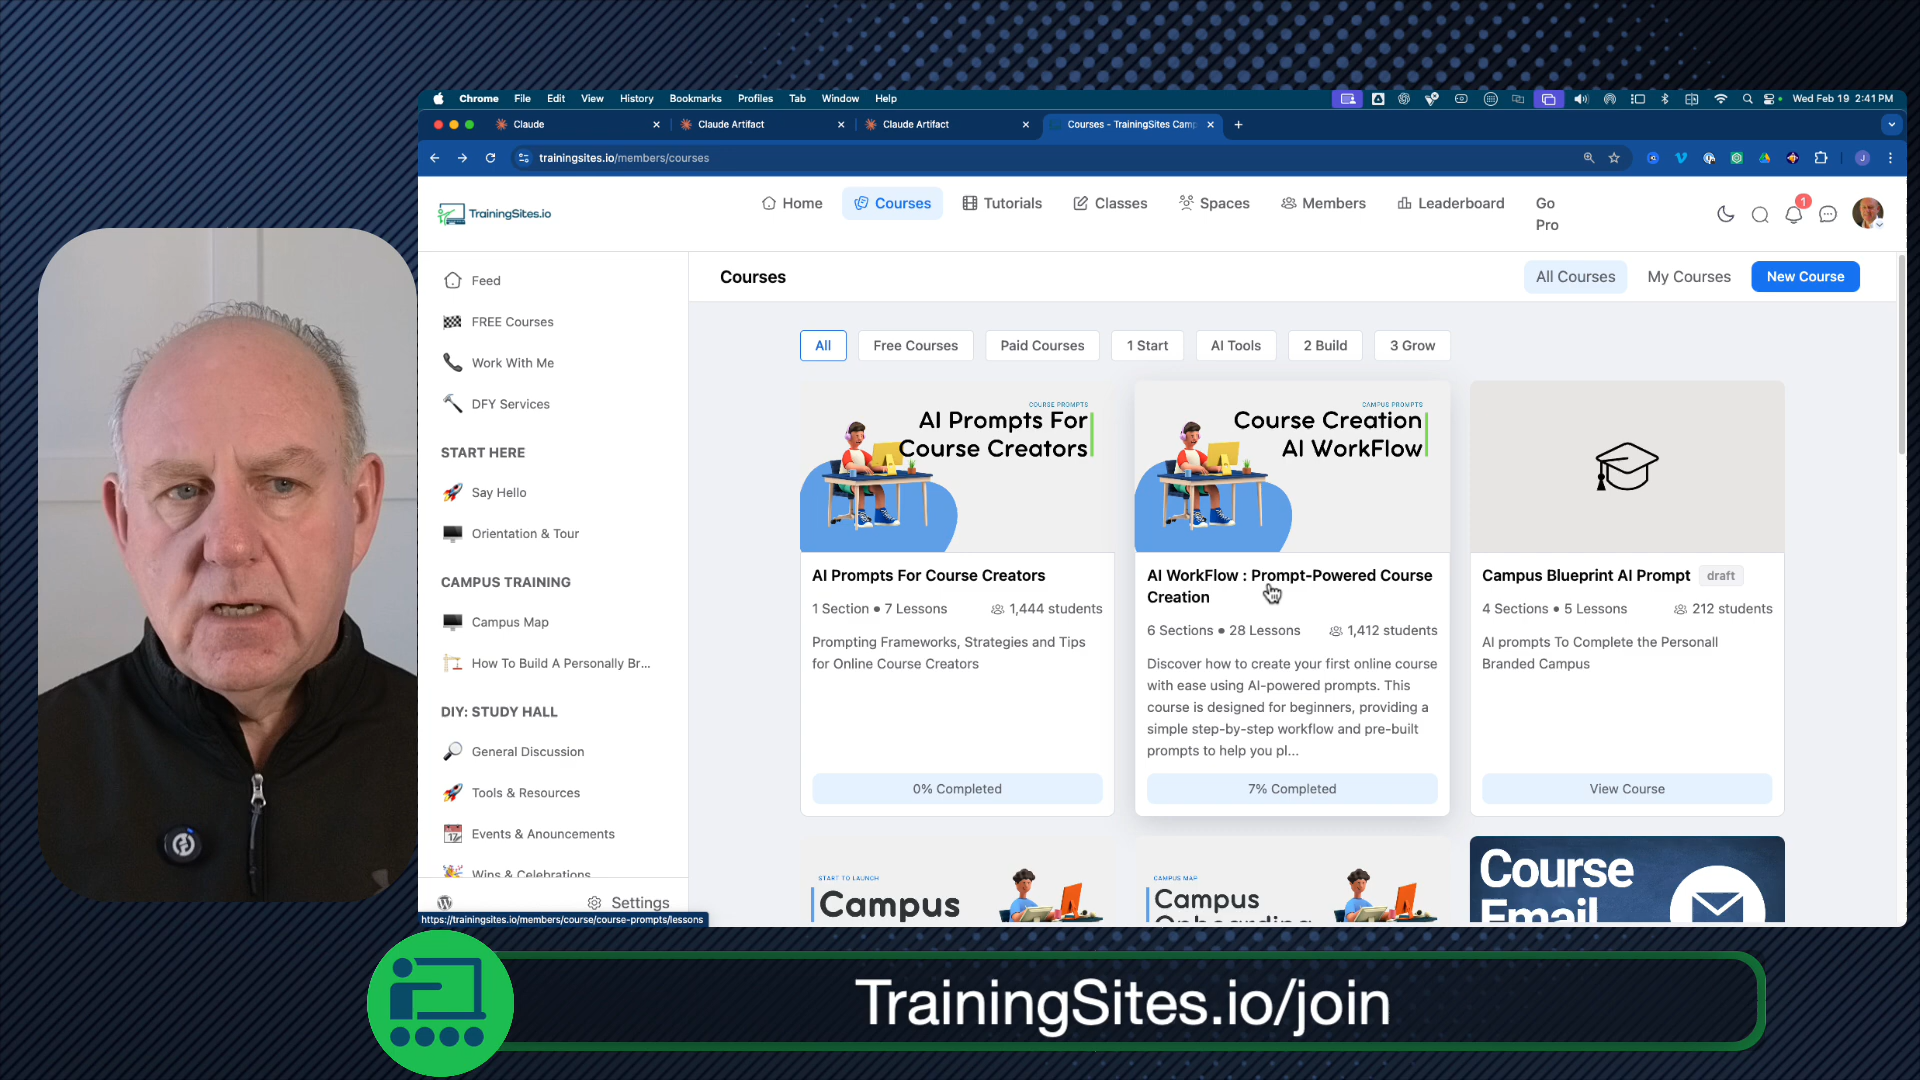 Chrome File Edit View History Bookmarks Profiles Tab Window Help
Wed Feb 19 2:41 PM
Claude
Claude Artifact
Claude Artifact
Courses - TrainingSites Cam
trainingsites.io/members/courses
J
TrainingSites.io
Home
Courses
Tutorials
Classes
Spaces
Members
Leaderboard
Go
Pro
1
Feed
FREE Courses
Work With Me
DFY Services
START HERE
Say Hello
Orientation & Tour
CAMPUS TRAINING
Campus Map
How To Build A Personally Br...
DIY: STUDY HALL
General Discussion
Tools & Resources
17
Events & Anouncements
Wins & Celebrations
Settings
https://trainingsites.io/members/course/course-prompts/lessons
Courses
All Courses
My Courses
New Course
All
Free Courses
Paid Courses
1 Start
AI Tools
2 Build
3 Grow
COURSE PROMPTS
AI Prompts For
Course Creators
AI Prompts For Course Creators
1 Section • 7 Lessons
1,444 students
Prompting Frameworks, Strategies and Tips
for Online Course Creators
0% Completed
CAMPUS PROMPTS
Course Creation
AI WorkFlow
AI WorkFlow : Prompt-Powered Course
Creation
6 Sections • 28 Lessons
1,412 students
Discover how to create your first online course
with ease using AI-powered prompts. This
course is designed for beginners, providing a
simple step-by-step workflow and pre-built
prompts to help you pl...
7% Completed
Campus Blueprint AI Prompt
draft
4 Sections • 5 Lessons
212 students
AI prompts To Complete the Personall
Branded Campus
View Course
START TO LAUNCH
Campus
CAMPUS MAP
Campus
Onboarding
Course
Email
TrainingSites.io/join